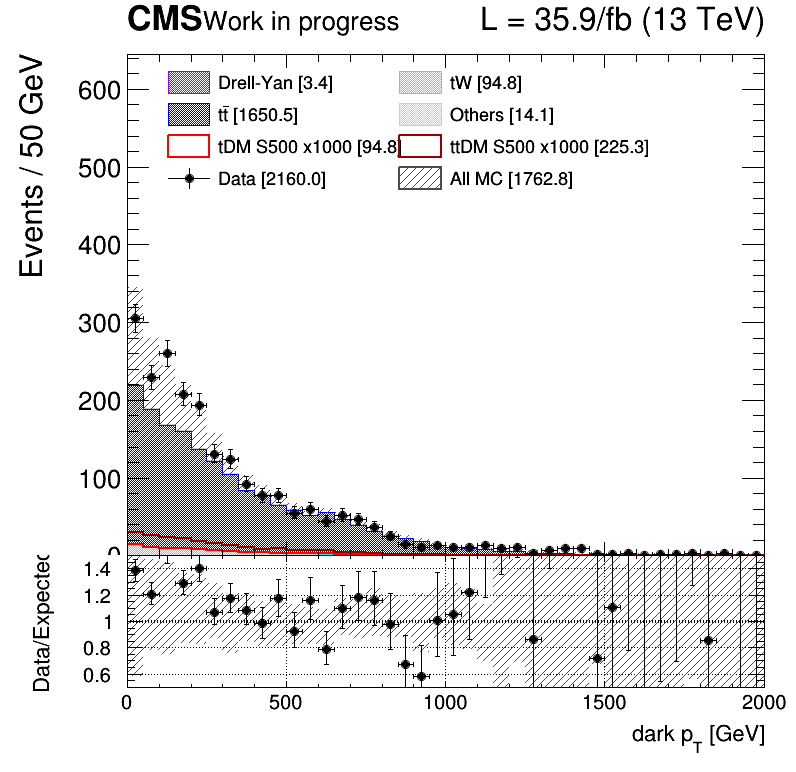 CMS Work in progress L = 35.9/fb (13 TeV)
Events / 50 GeV
600
500
400
300
200
100
0
Drell-Yan [3.4] tW [94.8]
tt̄ [1650.5] Others [14.1]
tDM S500 x1000 [94.8] ttDM S500 x1000 [225.3]
Data [2160.0] All MC [1762.8]
Data/Expected
1.4
1.2
1
0.8
0.6
0 500 1000 1500 2000
dark p_T [GeV]